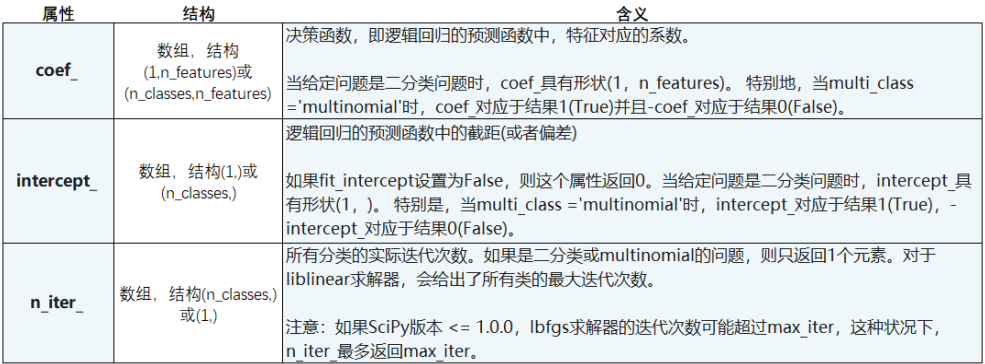 属性 结构 含义
coef_
数组，结构
(1,n_features)或
(n_classes,n_features)
决策函数，即逻辑回归的预测函数中，特征对应的系数。
当给定问题是二分类问题时，coef_具有形状(1，n_features)。 特别地，当multi_class
='multinomial'时，coef_对应于结果1(True)并且-coef_对应于结果0(False)。
intercept_
数组，结构(1,)或
(n_classes,)
逻辑回归的预测函数中的截距(或者偏差)
如果fit_intercept设置为False，则这个属性返回0。当给定问题是二分类问题时，intercept_具
有形状(1，)。 特别是，当multi_class ='multinomial'时，intercept_对应于结果1(True)，-
intercept_对应于结果0(False)。
n_iter_
数组，结构(n_classes,)
或(1,)
所有分类的实际迭代次数。如果是二分类或multinomial的问题，则只返回1个元素。对于
liblinear求解器，会给出了所有类的最大迭代次数。
注意：如果SciPy版本 <= 1.0.0，lbfgs求解器的迭代次数可能超过max_iter，这种状况下，
n_iter_最多返回max_iter。